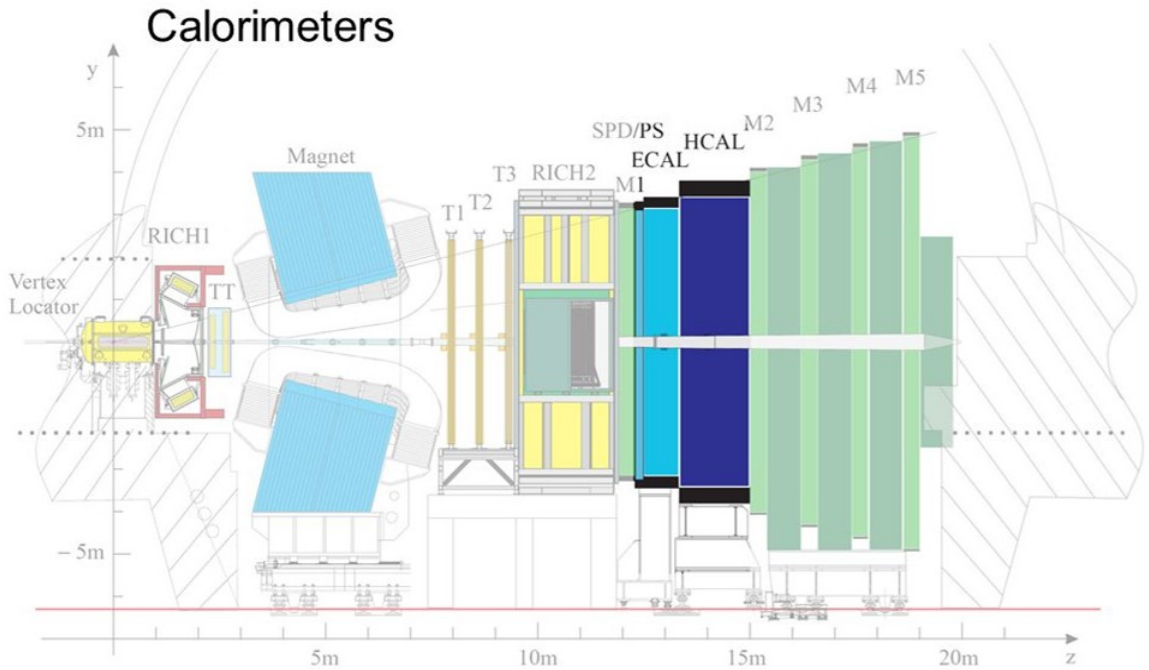 Calorimeters
y
5m
M5
M4
M3
M2
HCAL
SPD/PS
ECAL
Magnet
T3
RICH2
M1
T2
T1
RICH1
TT
Vertex
Locator
– 5m
5m
10m
15m
20m
z